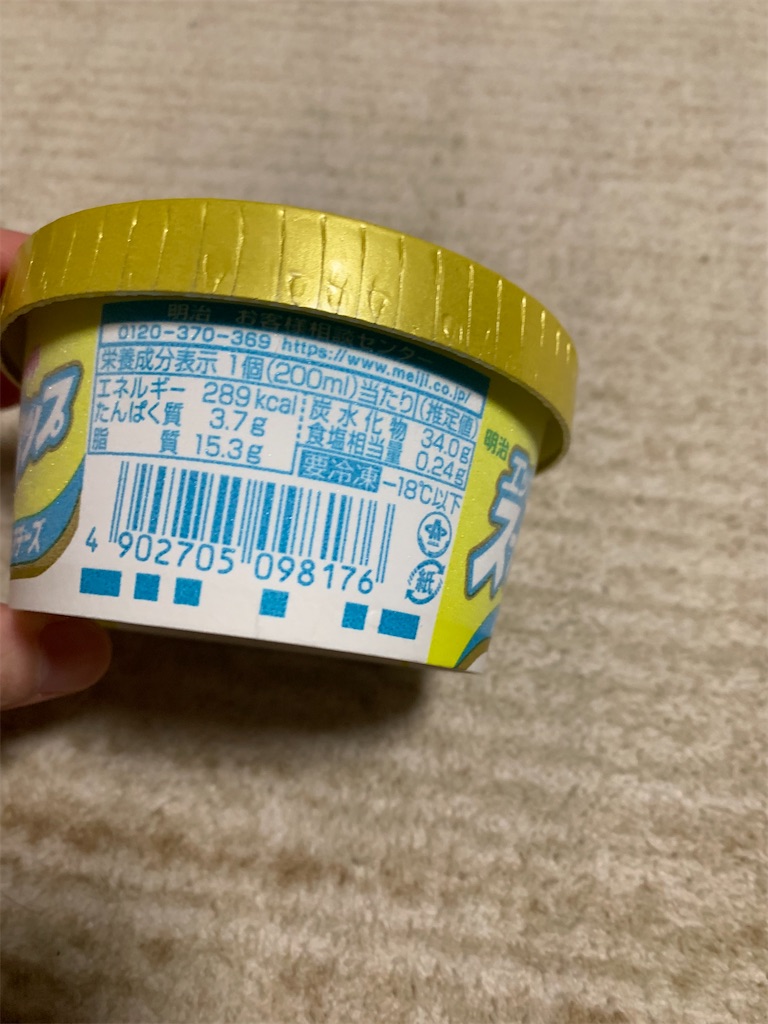 明治 お客様相談センター
0120-370-369 https://www.meiji.co.jp/
栄養成分表示 1個(200ml)当たり(推定値)
エネルギー 289kcal
たんぱく質 3.7g
脂質 15.3g
炭水化物 34.0g
食塩相当量 0.24g
要冷凍 -18℃以下
4 902705 098176
紙
明治